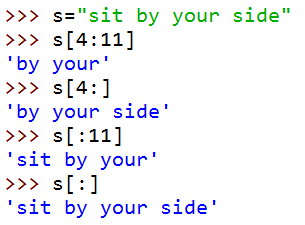 >>> s="sit by your side"
>>> s[4:11]
'by your'
>>> s[4:]
'by your side'
>>> s[:11]
'sit by your'
>>> s[:]
'sit by your side'